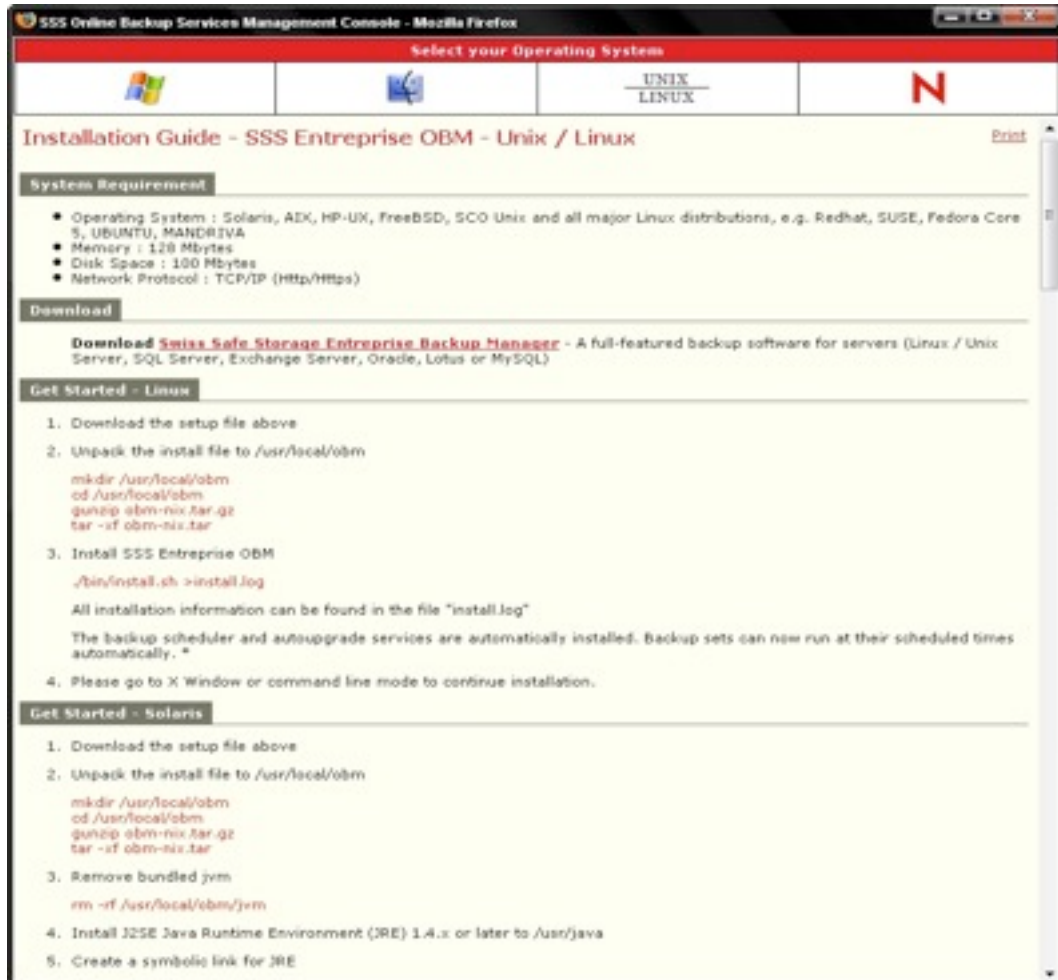 SSS Online Backup Services Management Console - Mozilla Firefox
Select your Operating System
UNIX
LINUX
N
Installation Guide - SSS Entreprise OBM - Unix / Linux
Print
System Requirement
• Operating System : Solaris, AIX, HP-UX, FreeBSD, SCO Unix and all major Linux distributions, e.g. Redhat, SUSE, Fedora Core
5, UBUNTU, MANDRIVA
• Memory : 128 Mbytes
• Disk Space : 100 Mbytes
• Network Protocol : TCP/IP (Http/Https)
Download
Download Swiss Safe Storage Entreprise Backup Manager - A full-featured backup software for servers (Linux / Unix
Server, SQL Server, Exchange Server, Oracle, Lotus or MySQL)
Get Started - Linux
1. Download the setup file above
2. Unpack the install file to /usr/local/obm
mkdir /usr/local/obm
cd /usr/local/obm
gunzip obm-nix.tar.gz
tar -xf obm-nix.tar
3. Install SSS Entreprise OBM
./bin/install.sh >install.log
All installation information can be found in the file "install.log"
The backup scheduler and autoupgrade services are automatically installed. Backup sets can now run at their scheduled times
automatically. *
4. Please go to X Window or command line mode to continue installation.
Get Started - Solaris
1. Download the setup file above
2. Unpack the install file to /usr/local/obm
mkdir /usr/local/obm
cd /usr/local/obm
gunzip obm-nix.tar.gz
tar -xf obm-nix.tar
3. Remove bundled jvm
rm -rf /usr/local/obm/jvm
4. Install J2SE Java Runtime Environment (JRE) 1.4.x or later to /usr/java
5. Create a symbolic link for JRE